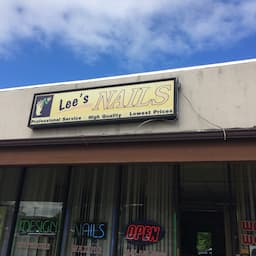 Lee's NAILS
Professional Service High Quality Lowest Prices
DESIGN NAILS OPEN